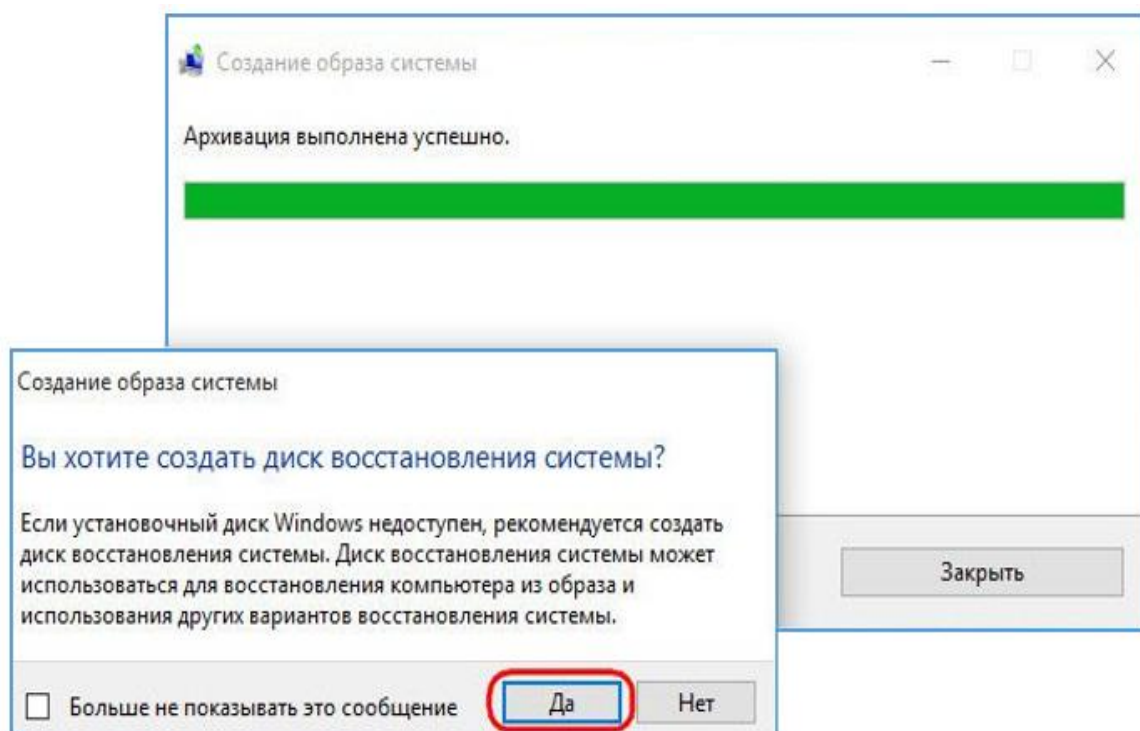 Создание образа системы
Архивация выполнена успешно.
Закрыть
Создание образа системы
Вы хотите создать диск восстановления системы?
Если установочный диск Windows недоступен, рекомендуется создать
диск восстановления системы. Диск восстановления системы может
использоваться для восстановления компьютера из образа и
использования других вариантов восстановления системы.
Больше не показывать это сообщение
Да
Нет